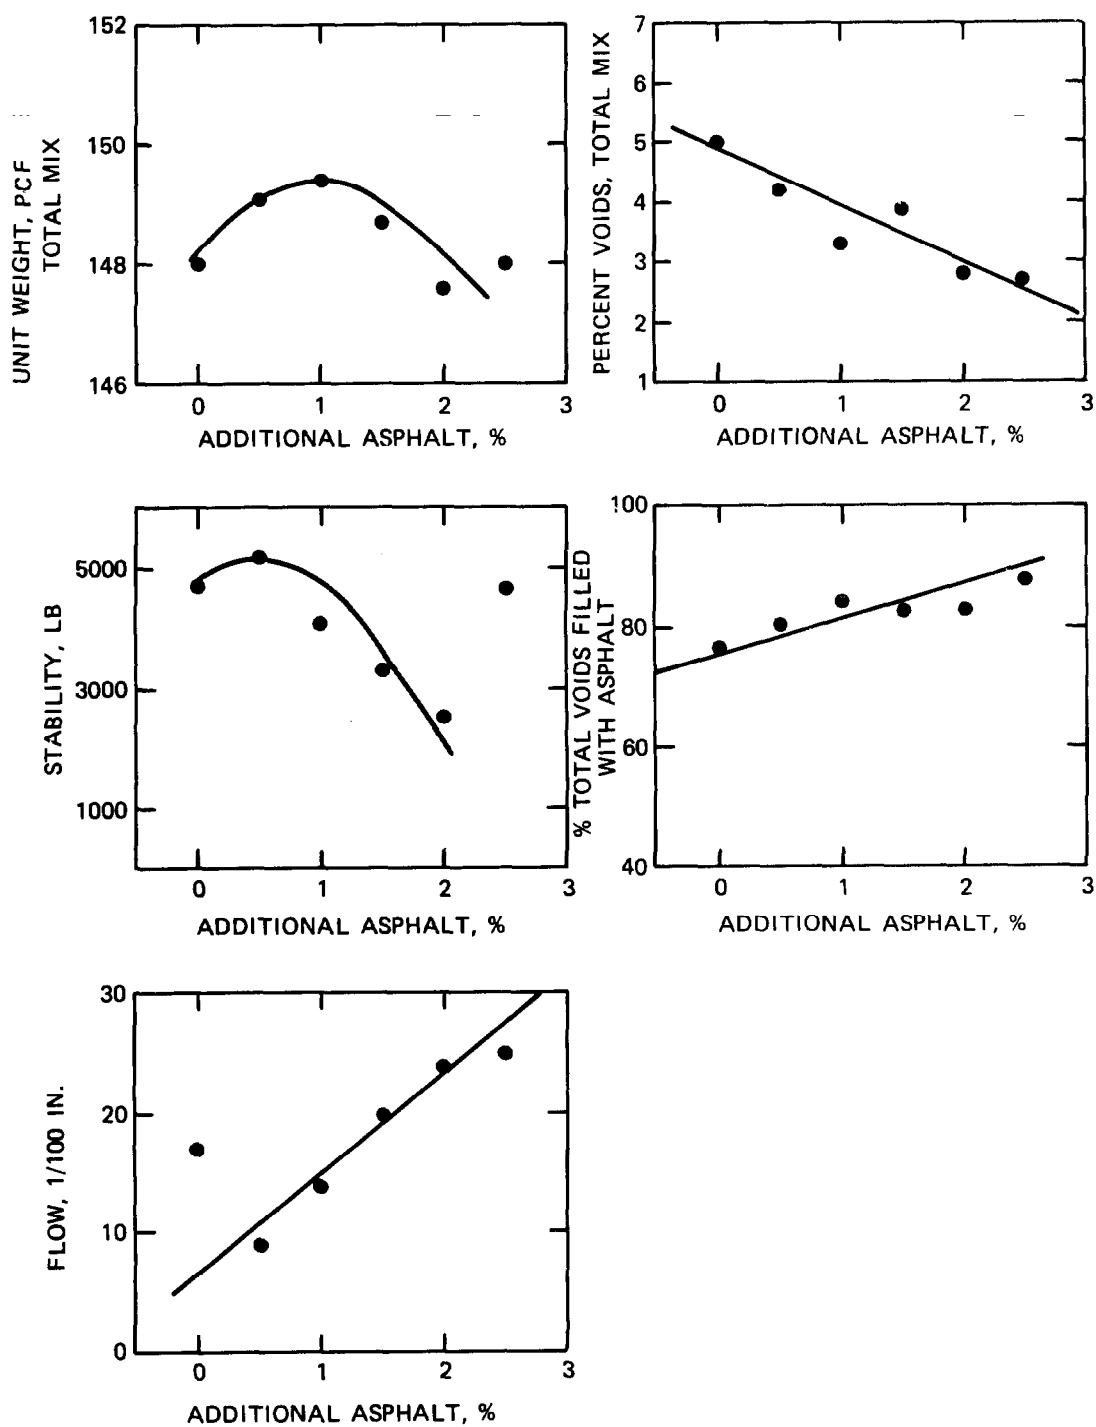 UNIT WEIGHT, PCF
TOTAL MIX
152
150
148
146
0 1 2 3
ADDITIONAL ASPHALT, %
PERCENT VOIDS, TOTAL MIX
7
6
5
4
3
2
1
0 1 2 3
ADDITIONAL ASPHALT, %
STABILITY, LB
5000
3000
1000
0 1 2 3
ADDITIONAL ASPHALT, %
% TOTAL VOIDS FILLED
WITH ASPHALT
100
80
60
40
0 1 2 3
ADDITIONAL ASPHALT, %
FLOW, 1/100 IN.
30
20
10
0
0 1 2 3
ADDITIONAL ASPHALT, %